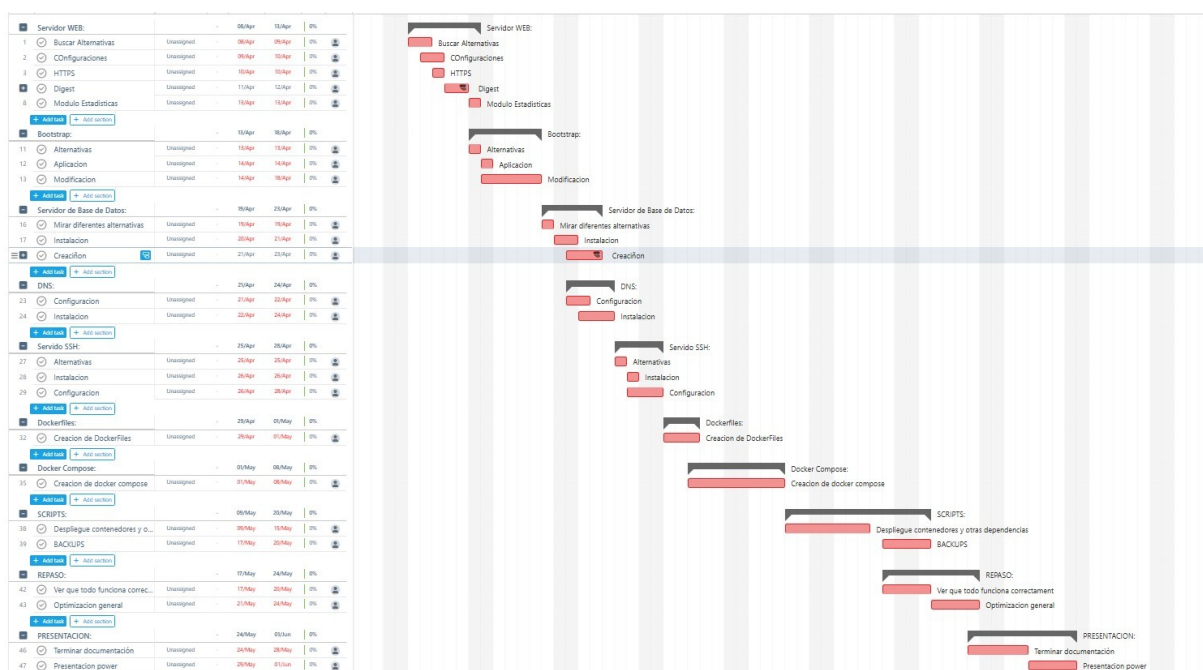 Servidor WEB: - 08/Apr 13/Apr 0% Servidor WEB:
1 Buscar Alternativas Unassigned - 08/Apr 09/Apr 0% Buscar Alternativas
2 COnfiguraciones Unassigned - 09/Apr 10/Apr 0% COnfiguraciones
3 HTTPS Unassigned - 10/Apr 10/Apr 0% HTTPS
Digest Unassigned - 11/Apr 12/Apr 0% Digest
8 Modulo Estadisticas Unassigned - 13/Apr 13/Apr 0% Modulo Estadisticas
+ Add task + Add section
Bootstrap: - 13/Apr 18/Apr 0% Bootstrap:
11 Alternativas Unassigned - 13/Apr 13/Apr 0% Alternativas
12 Aplicacion Unassigned - 14/Apr 14/Apr 0% Aplicacion
13 Modificacion Unassigned - 14/Apr 18/Apr 0% Modificacion
+ Add task + Add section
Servidor de Base de Datos: - 19/Apr 23/Apr 0% Servidor de Base de Datos:
16 Mirar diferentes alternativas Unassigned - 19/Apr 19/Apr 0% Mirar diferentes alternativas
17 Instalacion Unassigned - 20/Apr 21/Apr 0% Instalacion
Creaciñon Unassigned - 21/Apr 23/Apr 0% Creaciñon
+ Add task + Add section
DNS: - 21/Apr 24/Apr 0% DNS:
23 Configuracion Unassigned - 21/Apr 22/Apr 0% Configuracion
24 Instalacion Unassigned - 22/Apr 24/Apr 0% Instalacion
+ Add task + Add section
Servido SSH: - 25/Apr 28/Apr 0% Servido SSH:
27 Alternativas Unassigned - 25/Apr 25/Apr 0% Alternativas
28 Instalacion Unassigned - 26/Apr 26/Apr 0% Instalacion
29 Configuracion Unassigned - 26/Apr 28/Apr 0% Configuracion
+ Add task + Add section
Dockerfiles: - 29/Apr 01/May 0% Dockerfiles:
32 Creacion de DockerFiles Unassigned - 29/Apr 01/May 0% Creacion de DockerFiles
+ Add task + Add section
Docker Compose: - 01/May 08/May 0% Docker Compose:
35 Creacion de docker compose Unassigned - 01/May 08/May 0% Creacion de docker compose
+ Add task + Add section
SCRIPTS: - 09/May 20/May 0% SCRIPTS:
38 Despliegue contenedores y o... Unassigned - 09/May 15/May 0% Despliegue contenedores y otras dependencias
39 BACKUPS Unassigned - 17/May 20/May 0% BACKUPS
+ Add task + Add section
REPASO: - 17/May 24/May 0% REPASO:
42 Ver que todo funciona correc... Unassigned - 17/May 20/May 0% Ver que todo funciona correctament
43 Optimizacion general Unassigned - 21/May 24/May 0% Optimizacion general
+ Add task + Add section
PRESENTACION: - 24/May 01/Jun 0% PRESENTACION:
46 Terminar documentación Unassigned - 24/May 28/May 0% Terminar documentación
47 Presentacion power Unassigned - 29/May 01/Jun 0% Presentacion power